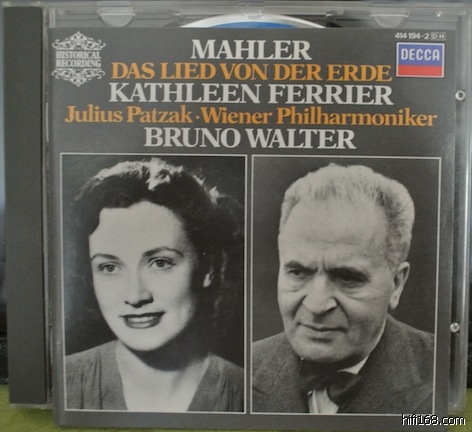 414 194-2 DH
HISTORICAL
RECORDING
DECCA
MAHLER
DAS LIED VON DER ERDE
KATHLEEN FERRIER
Julius Patzak · Wiener Philharmoniker
BRUNO WALTER
hifi168.com